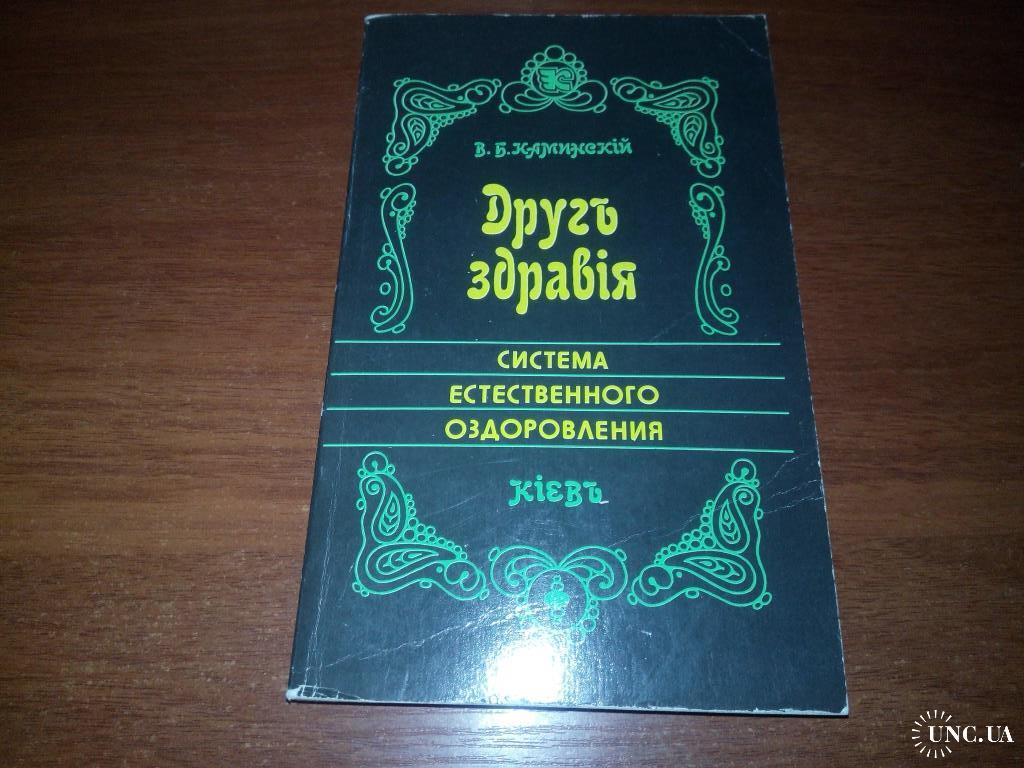 В.Б.Каминскій
Другъ
здравія
СИСТЕМА
ЕСТЕСТВЕННОГО
ОЗДОРОВЛЕНИЯ
Кіевъ
UNC.UA